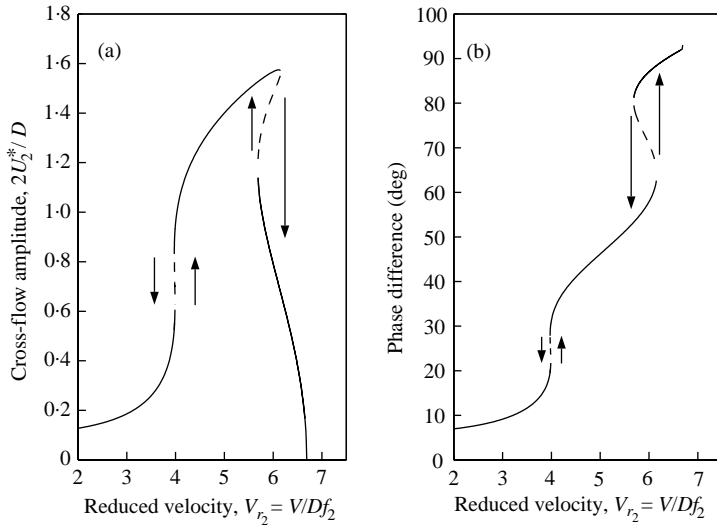 (a)
Cross-flow amplitude, 2U₂*/D
1·8
1·6
1·4
1·2
1·0
0·8
0·6
0·4
0·2
0
2 3 4 5 6 7
Reduced velocity, V_r₂ = V/Df₂
(b)
Phase difference (deg)
100
90
80
70
60
50
40
30
20
10
0
2 3 4 5 6 7
Reduced velocity, V_r₂ = V/Df₂